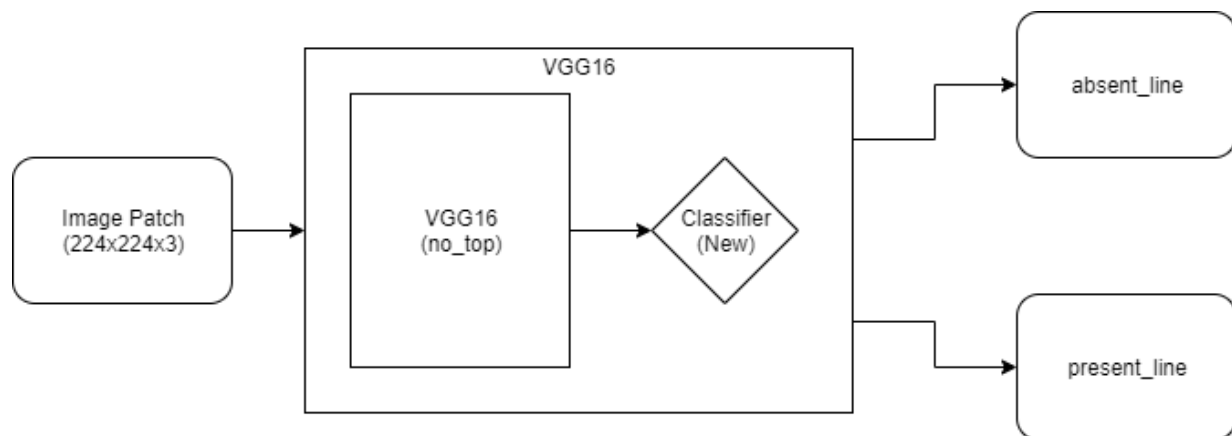 VGG16
Image Patch
(224x224x3)
VGG16
(no_top)
Classifier
(New)
absent_line
present_line